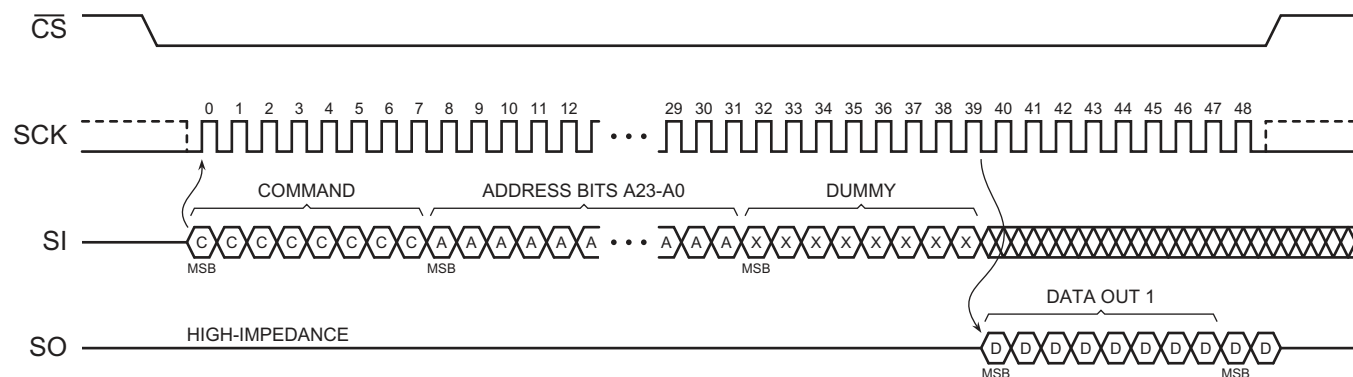 CS
0 1 2 3 4 5 6 7 8 9 10 11 12 29 30 31 32 33 34 35 36 37 38 39 40 41 42 43 44 45 46 47 48
SCK • • •
COMMAND ADDRESS BITS A23-A0 DUMMY
SI C C C C C C C C A A A A A A • • • A A A X X X X X X X X
MSB MSB MSB
DATA OUT 1
HIGH-IMPEDANCE
SO D D D D D D D D D D
MSB MSB